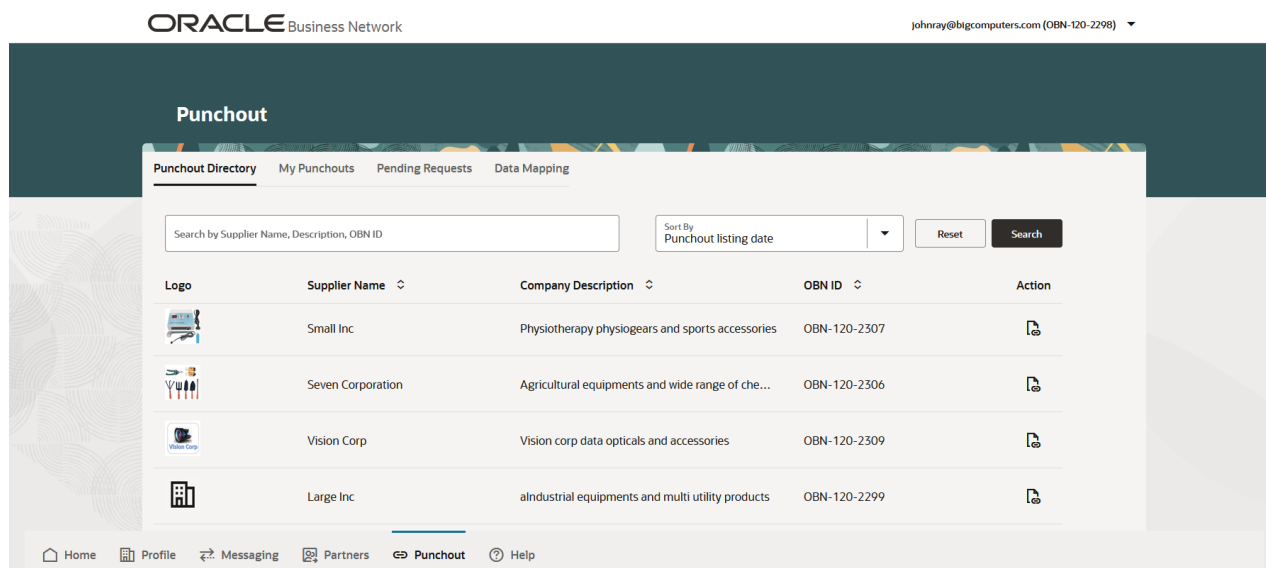 ORACLE Business Network
johnray@bigcomputers.com (OBN-120-2298)
Punchout
Punchout Directory My Punchouts Pending Requests Data Mapping
Search by Supplier Name, Description, OBN ID
Sort By
Punchout listing date
Reset Search
Logo Supplier Name Company Description OBN ID Action
Small Inc Physiotherapy physiogears and sports accessories OBN-120-2307
Seven Corporation Agricultural equipments and wide range of che... OBN-120-2306
Vision Corp
Vision Corp Vision corp data opticals and accessories OBN-120-2309
Large Inc aIndustrial equipments and multi utility products OBN-120-2299
Home Profile Messaging Partners Punchout Help